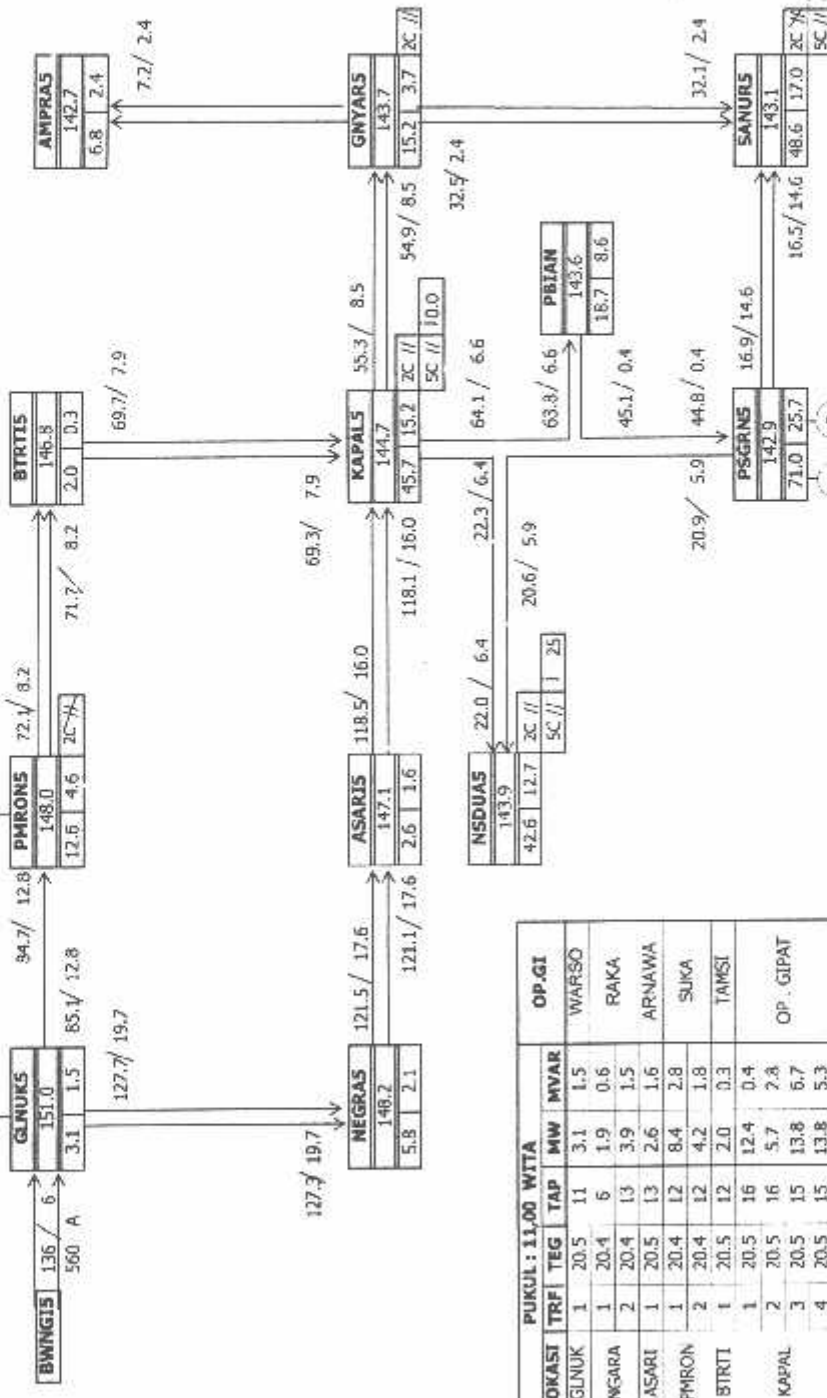 BWNGI5
136 / 6
560 A
GLNUK5
151.0
3.1 1.5
84.7/ 12.8
85.1/ 12.8
PMRON5
148.0
12.6 4.6
2C //
72.1/ 8.2
71.7/ 8.2
BTRTI5
146.8
2.0 0.3
AMPRA5
142.7
6.8 2.4
7.2/ 2.4
127.7/ 19.7
127.3/ 19.7
69.7/ 7.9
69.3/ 7.9
NEGRA5
148.2
5.8 2.1
121.5 / 17.6
121.1/ 17.6
ASARI5
147.1
2.6 1.6
118.5/ 16.0
118.1 / 16.0
KAPAL5
144.7
45.7 15.2
2C //
5C //
55.3 / 8.5
54.9 / 8.5
GNYAR5
143.7
15.2 3.7
2C //
32.5/ 2.4
32.1/ 2.4
22.3/ 6.4
22.0 / 6.4
64.1 / 6.6
63.8/ 6.6
PBIAN
143.6
18.7 8.6
NSDUA5
143.9
42.6 12.7
2C //
5C // 25
20.6/ 5.9
20.9/ 5.9
45.1/ 0.4
44.8/ 0.4
PSGRN5
142.9
71.0 25.7
16.9/ 14.6
16.5/ 14.6
SANUR5
143.1
48.6 17.0
2C
5C //
PUKUL : 11,00 WITA
OKASI TRF TEG TAP MW MVAR OP.GI
GLNUK 1 20.5 11 3.1 1.5 WARSO
NGARA 1 20.4 6 1.9 0.6 RAKA
2 20.4 13 3.9 1.5
ASARI 1 20.5 13 2.6 1.6 ARNAWA
PMRON 1 20.4 12 8.4 2.8 SUKA
2 20.4 12 4.2 1.8
BTRTI 1 20.5 12 2.0 0.3 TAMSI
KAPAL 1 20.5 16 12.4 0.4 OP . GIPAT
2 20.5 16 5.7 2.8
3 20.5 15 13.8 6.7
4 20.5 15 13.8 5.3